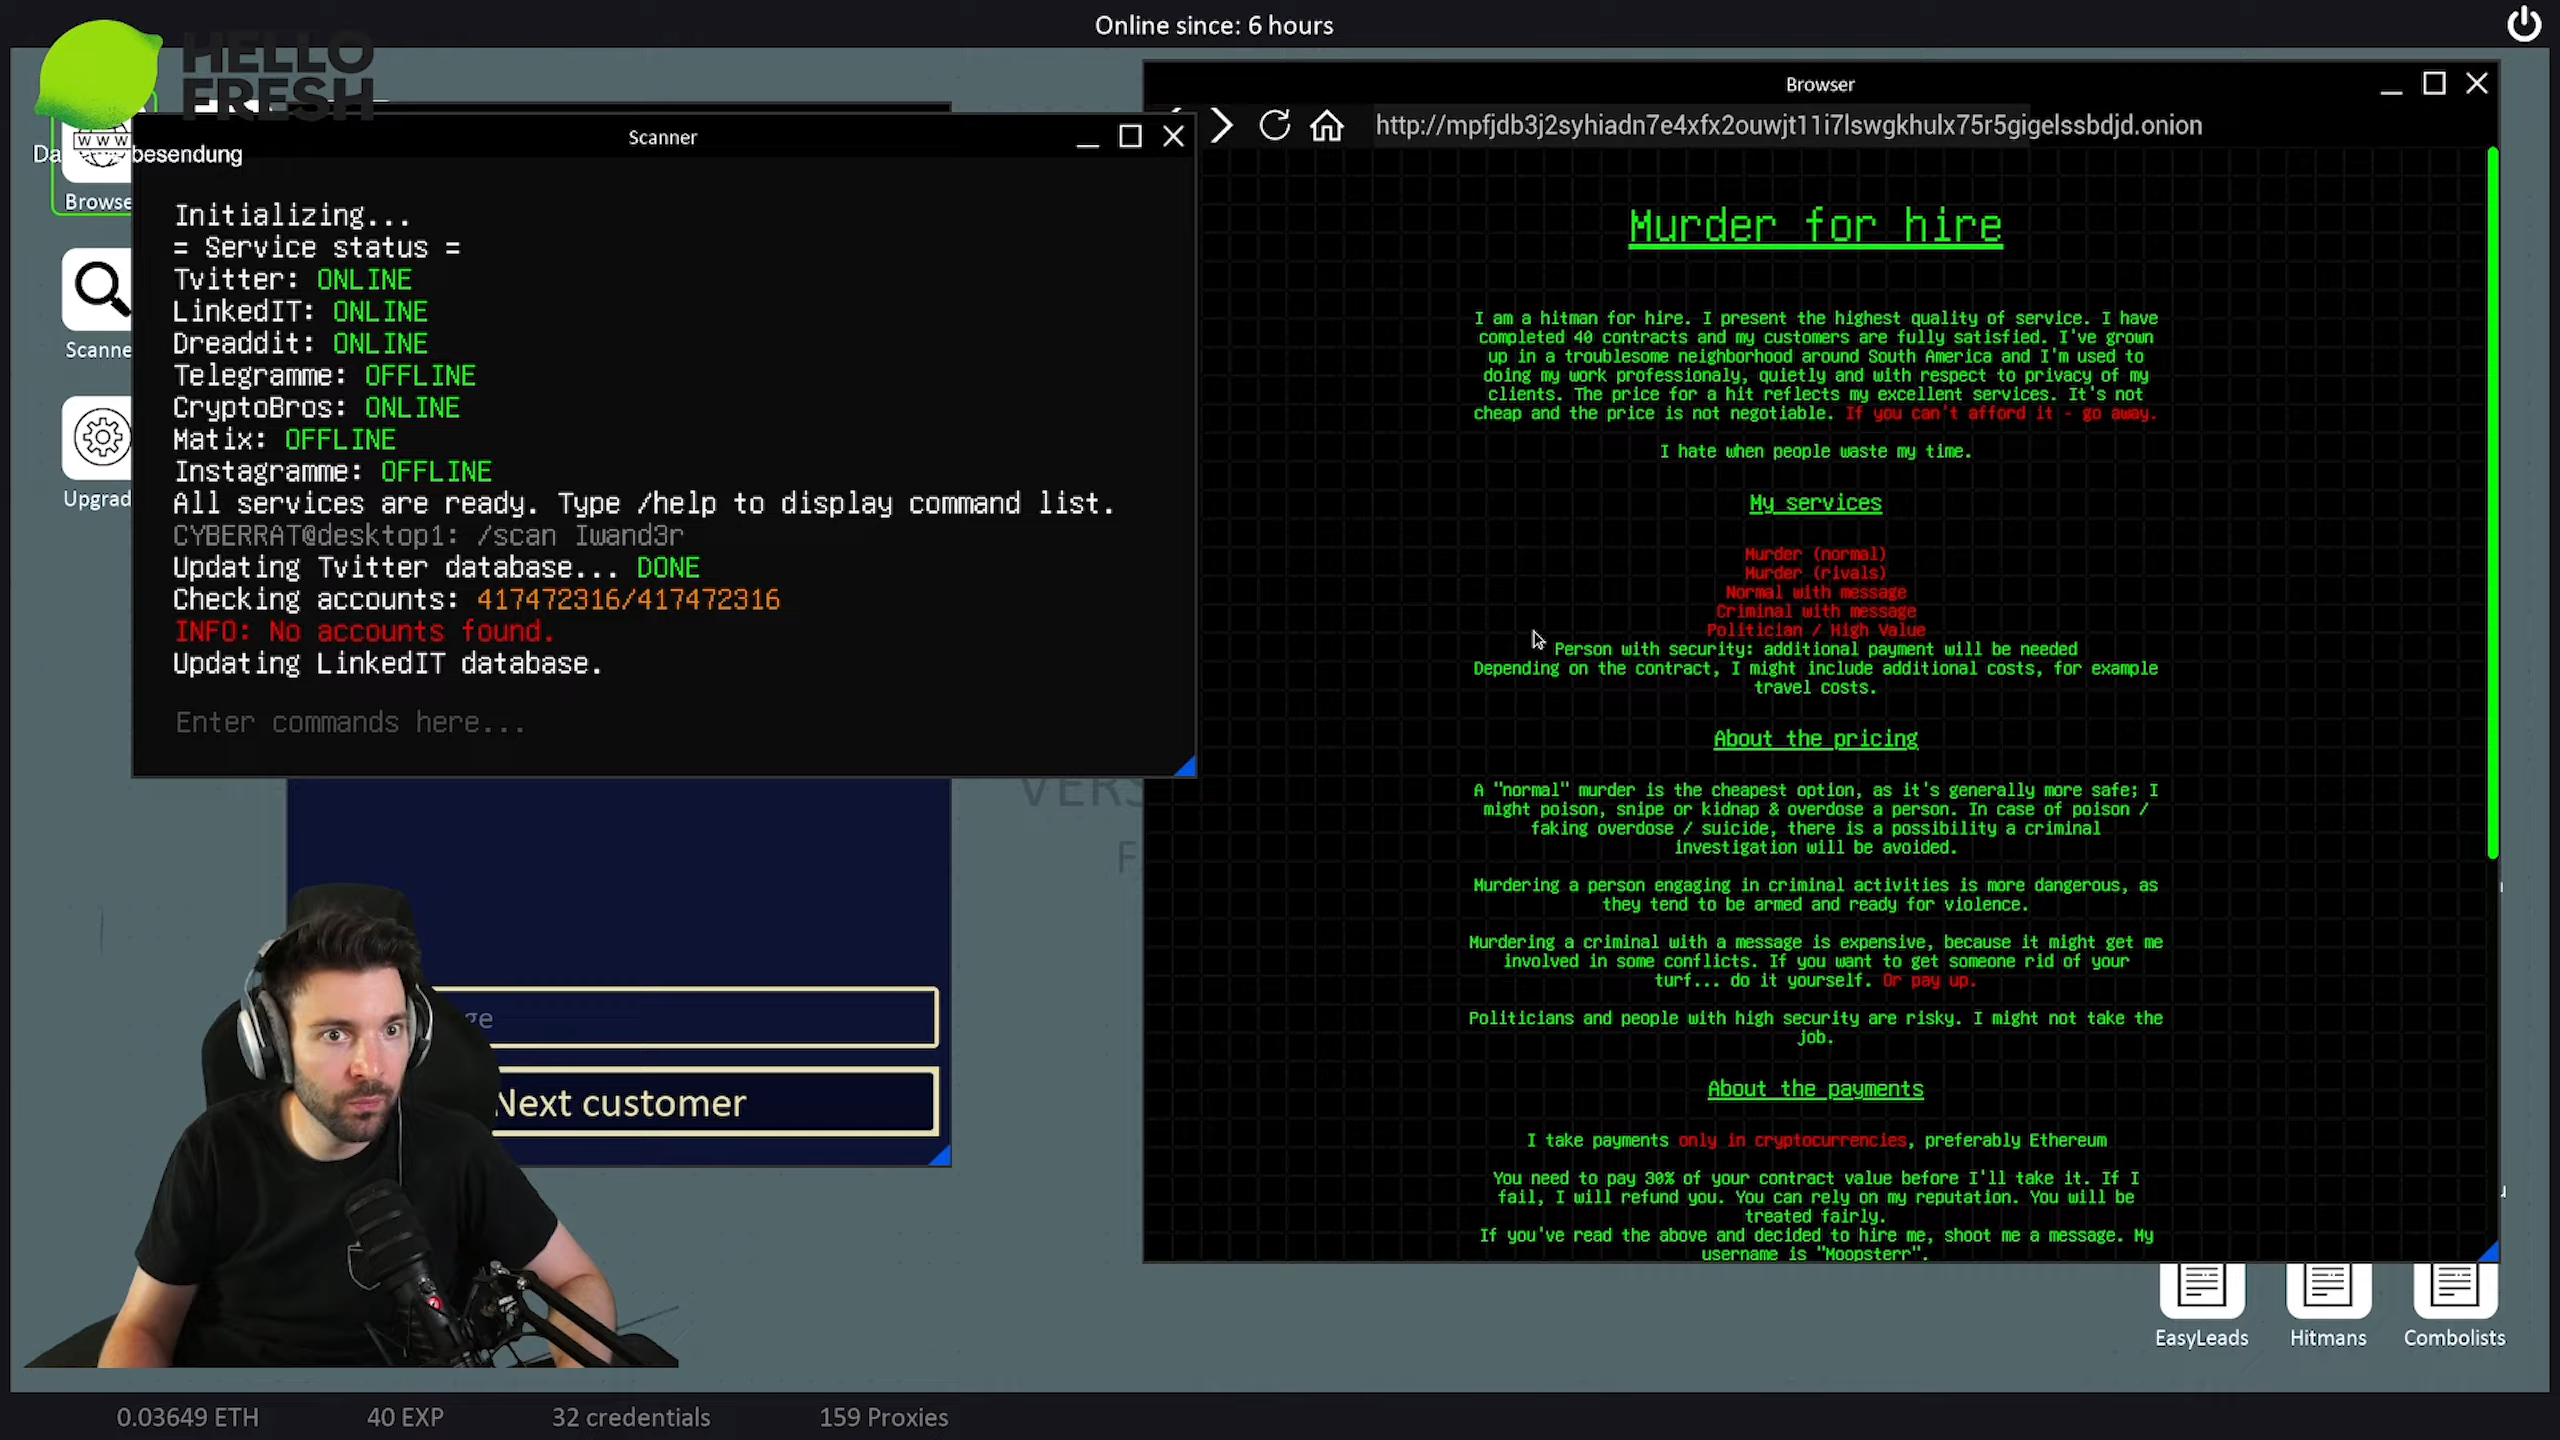 Online since: 6 hours
HELLO
FRESH
besendung
Browse
Scanne
Upgrad
Scanner
Initializing...
= Service status =
Tvitter: ONLINE
LinkedIT: ONLINE
Dreaddit: ONLINE
Telegramme: OFFLINE
CryptoBros: ONLINE
Matix: OFFLINE
Instagramme: OFFLINE
All services are ready. Type /help to display command list.
CYBERRAT@desktop1: /scan Iwand3r
Updating Tvitter database... DONE
Checking accounts: 417472316/417472316
INFO: No accounts found.
Updating LinkedIT database.
Enter commands here...
VERS
F
ge
Next customer
Browser
http://mpfjdb3j2syhiadn7e4xfx2ouwjt11i7lswgkhulx75r5gigelssbdjd.onion
Murder for hire
I am a hitman for hire. I present the highest quality of service. I have
completed 40 contracts and my customers are fully satisfied. I've grown
up in a troublesome neighborhood around South America and I'm used to
doing my work professionaly, quietly and with respect to privacy of my
clients. The price for a hit reflects my excellent services. It's not
cheap and the price is not negotiable. If you can't afford it - go away.
I hate when people waste my time.
My services
Murder (normal)
Murder (rivals)
Normal with message
Criminal with message
Politician / High Value
Person with security: additional payment will be needed
Depending on the contract, I might include additional costs, for example
travel costs.
About the pricing
A "normal" murder is the cheapest option, as it's generally more safe; I
might poison, snipe or kidnap & overdose a person. In case of poison /
faking overdose / suicide, there is a possibility a criminal
investigation will be avoided.
Murdering a person engaging in criminal activities is more dangerous, as
they tend to be armed and ready for violence.
Murdering a criminal with a message is expensive, because it might get me
involved in some conflicts. If you want to get someone rid of your
turf... do it yourself. Or pay up.
Politicians and people with high security are risky. I might not take the
job.
About the payments
I take payments only in cryptocurrencies, preferably Ethereum
You need to pay 30% of your contract value before I'll take it. If I
fail, I will refund you. You can rely on my reputation. You will be
treated fairly.
If you've read the above and decided to hire me, shoot me a message. My
username is "Moopsterr".
EasyLeads
Hitmans
Combolists
0.03649 ETH
40 EXP
32 credentials
159 Proxies